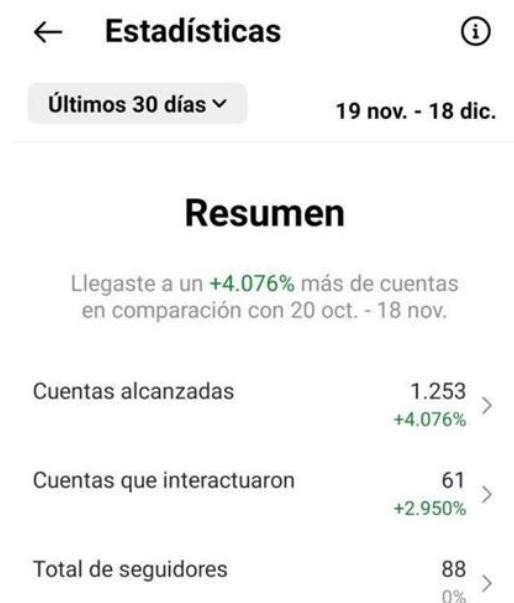 Estadísticas
Últimos 30 días
19 nov. - 18 dic.
Resumen
Llegaste a un +4.076% más de cuentas
en comparación con 20 oct. - 18 nov.
Cuentas alcanzadas
1.253
+4.076%
Cuentas que interactuaron
61
+2.950%
Total de seguidores
88
0%